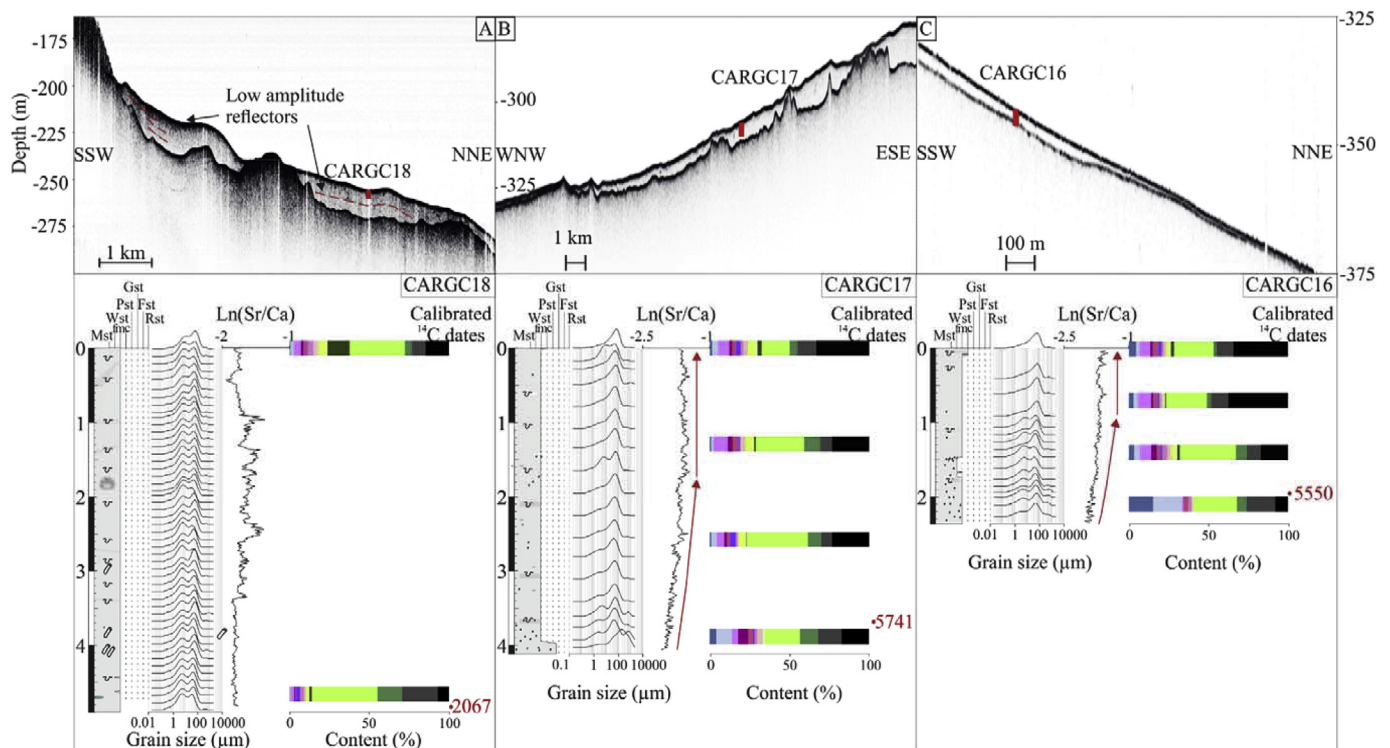 A
B
C
-175
-200
-225
-250
-275
Depth (m)
Low amplitude
reflectors
SSW
NNE
CARGC18
1 km
-300
-325
CARGC17
WNW
ESE
1 km
-325
-350
-375
CARGC16
SSW
NNE
100 m
CARGC18
Gst
Pst Fst
Wst Rst
fmc
Mst
Ln(Sr/Ca)
-2 -1
Calibrated
14C dates
0
1
2
3
4
0.01 1 100 10000
Grain size (µm)
0 50 100
Content (%)
•2067
CARGC17
Gst
Pst Fst
Wst Rst
fmc
Mst
Ln(Sr/Ca)
-2.5 -1
Calibrated
14C dates
0
1
2
3
4
0.1 1 1000 10000
Grain size (µm)
0 50 100
Content (%)
•5741
CARGC16
Gst
Pst Fst
Wst Rst
fmc
Mst
Ln(Sr/Ca)
-2.5 -1
Calibrated
14C dates
0
1
2
0.01 1 100 10000
Grain size (µm)
0 50 100
Content (%)
•5550